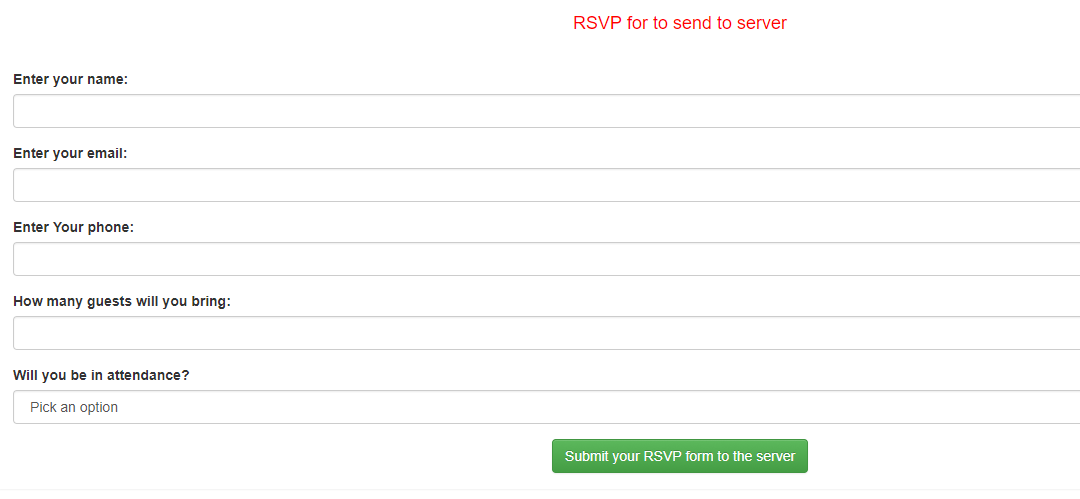 RSVP for to send to server
Enter your name:
Enter your email:
Enter Your phone:
How many guests will you bring:
Will you be in attendance?
Pick an option
Submit your RSVP form to the server